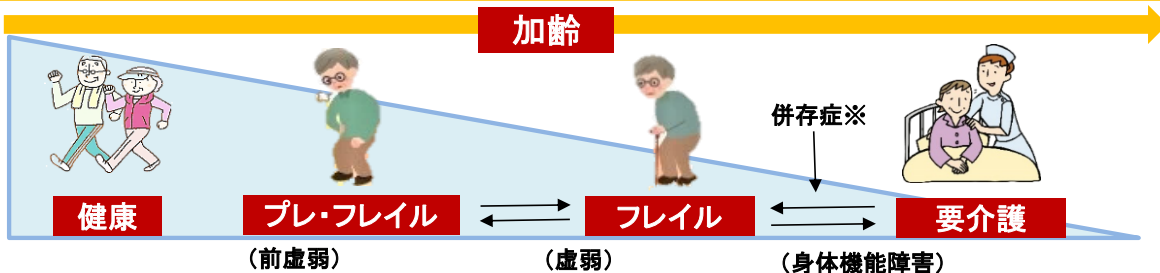 加齢
併存症※
健康
プレ・フレイル
フレイル
要介護
（前虚弱）
（虚弱）
（身体機能障害）